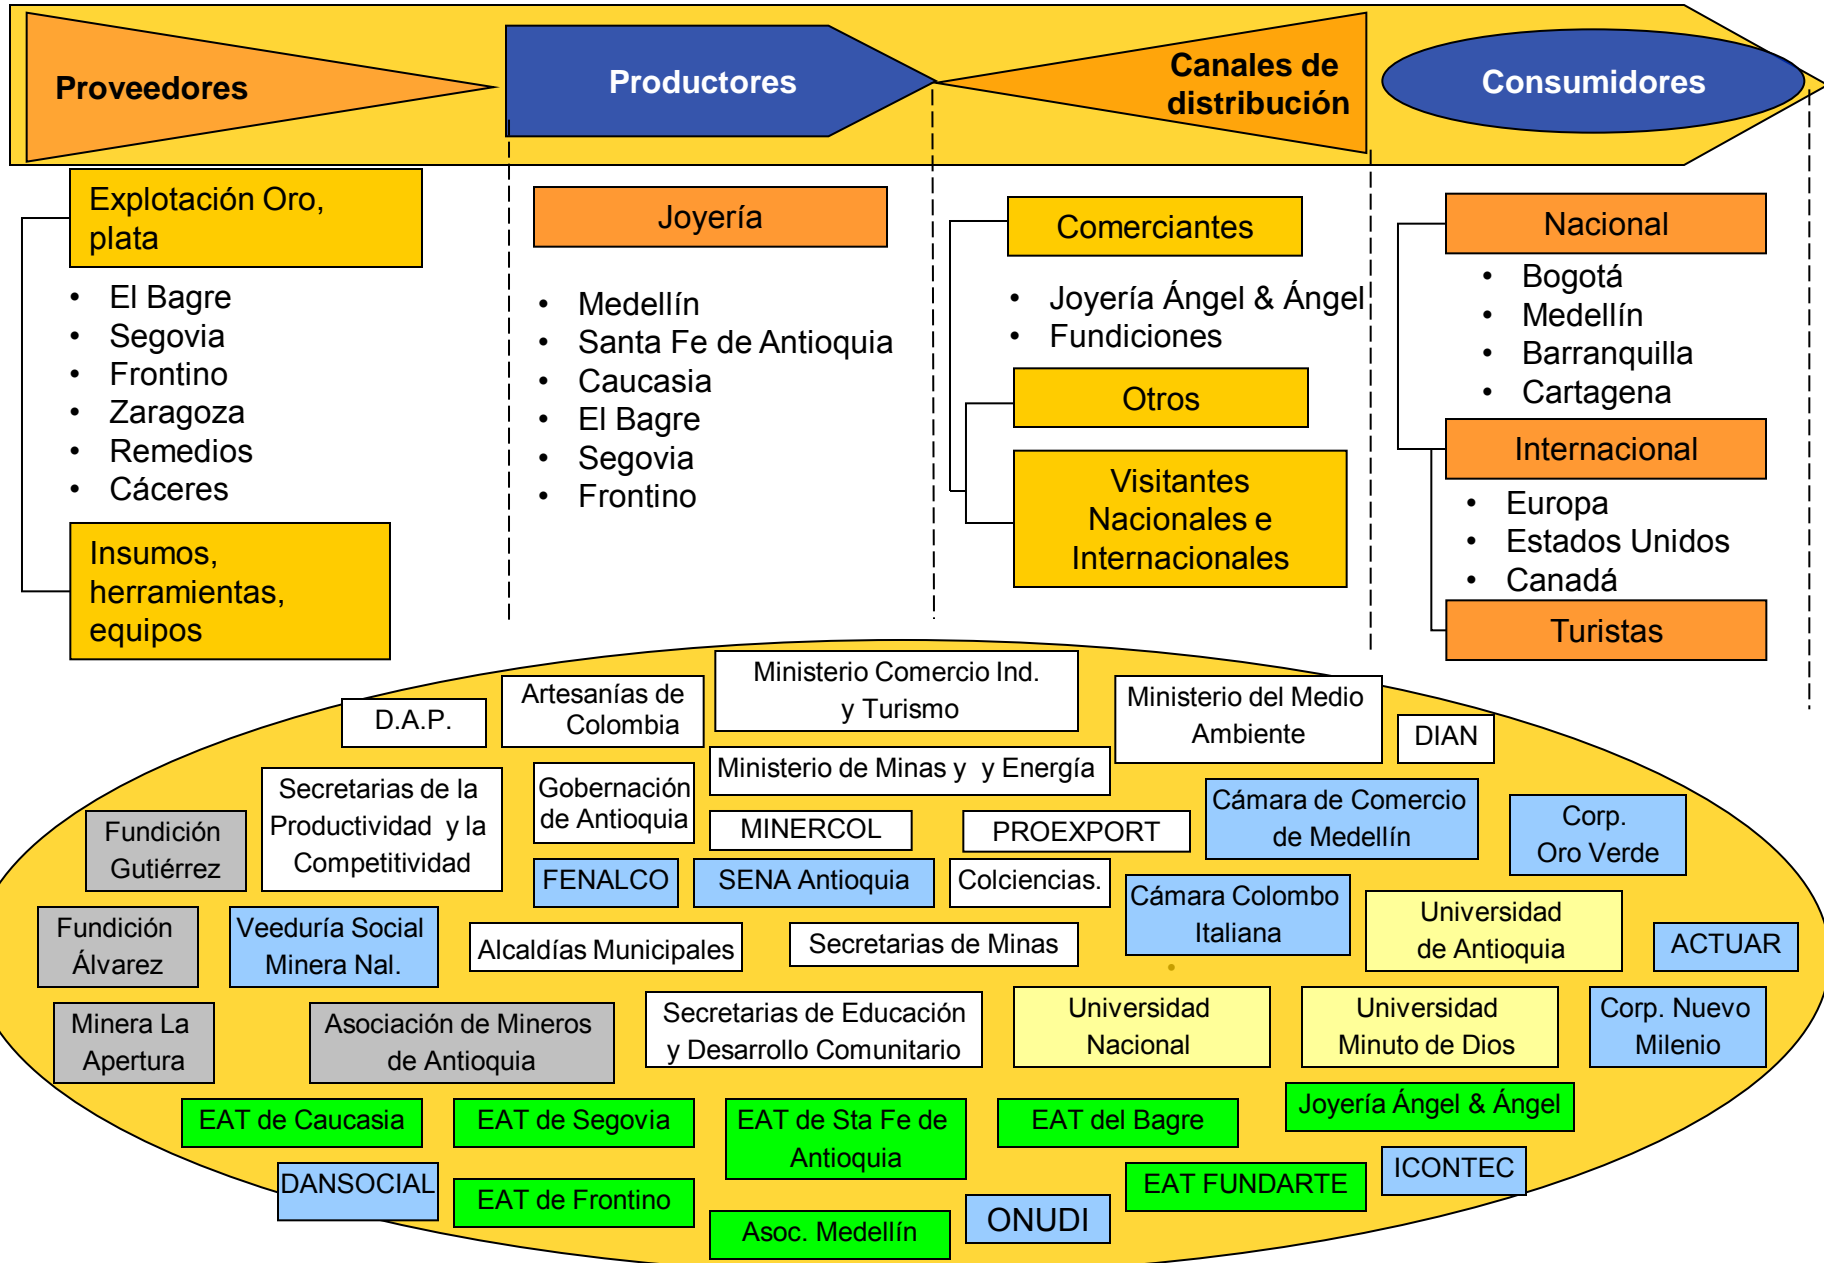 Proveedores
Productores
Canales de
distribución
Consumidores
Explotación Oro,
plata
• El Bagre
• Segovia
• Frontino
• Zaragoza
• Remedios
• Cáceres
Insumos,
herramientas,
equipos
Joyería
• Medellín
• Santa Fe de Antioquia
• Caucasia
• El Bagre
• Segovia
• Frontino
Comerciantes
• Joyería Ángel & Ángel
• Fundiciones
Otros
Visitantes
Nacionales e
Internacionales
Nacional
• Bogotá
• Medellín
• Barranquilla
• Cartagena
Internacional
• Europa
• Estados Unidos
• Canadá
Turistas
D.A.P.
Artesanías de
Colombia
Ministerio Comercio Ind.
y Turismo
Ministerio del Medio
Ambiente
DIAN
Secretarias de la
Productividad y la
Competitividad
Gobernación
de Antioquia
Ministerio de Minas y y Energía
MINERCOL
PROEXPORT
Cámara de Comercio
de Medellín
Corp.
Oro Verde
Fundición
Gutiérrez
FENALCO
SENA Antioquia
Colciencias.
Cámara Colombo
Italiana
Universidad
de Antioquia
ACTUAR
Fundición
Álvarez
Veeduría Social
Minera Nal.
Alcaldías Municipales
Secretarias de Minas
Minera La
Apertura
Asociación de Mineros
de Antioquia
Secretarias de Educación
y Desarrollo Comunitario
Universidad
Nacional
Universidad
Minuto de Dios
Corp. Nuevo
Milenio
EAT de Caucasia
EAT de Segovia
EAT de Sta Fe de
Antioquia
EAT del Bagre
Joyería Ángel & Ángel
DANSOCIAL
EAT de Frontino
Asoc. Medellín
ONUDI
EAT FUNDARTE
ICONTEC